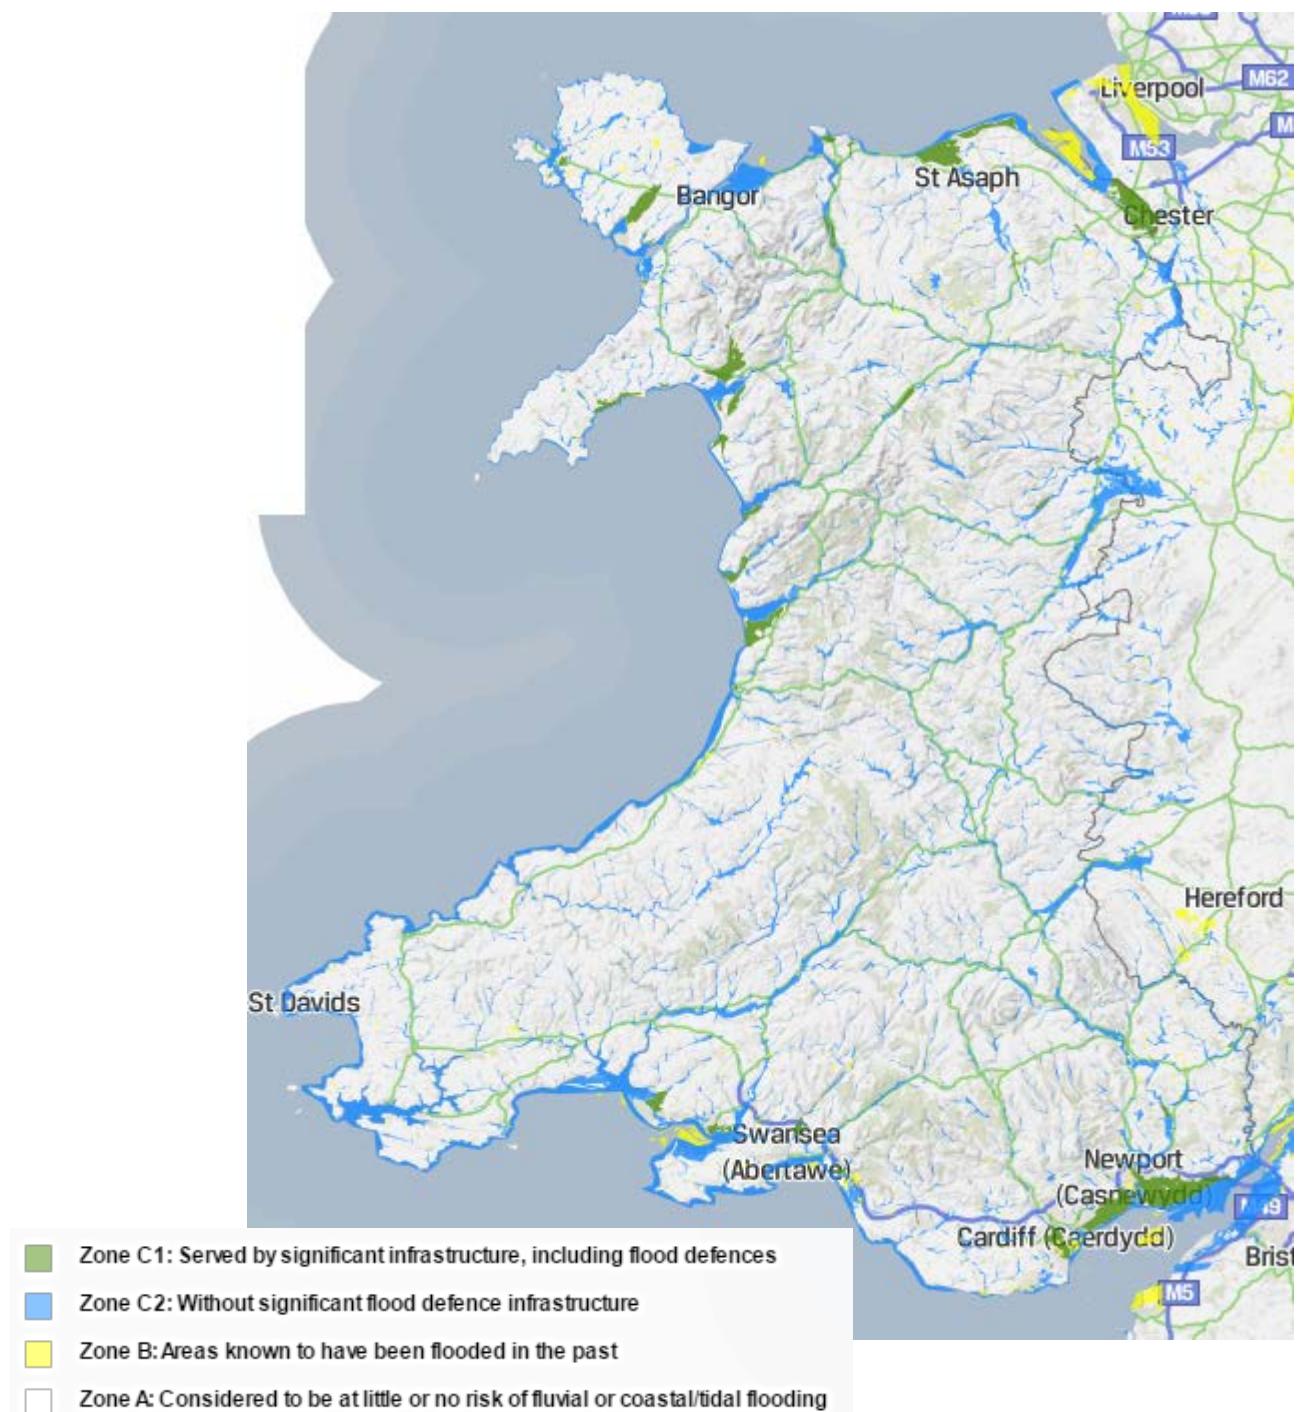 Liverpool
M62
M53
Bangor
St Asaph
Chester
Hereford
St Davids
Swansea
(Abertawe)
Newport
(Casnewydd)
Cardiff (Caerdydd)
M49
Brist
M5
Zone C1: Served by significant infrastructure, including flood defences
Zone C2: Without significant flood defence infrastructure
Zone B: Areas known to have been flooded in the past
Zone A: Considered to be at little or no risk of fluvial or coastal/tidal flooding